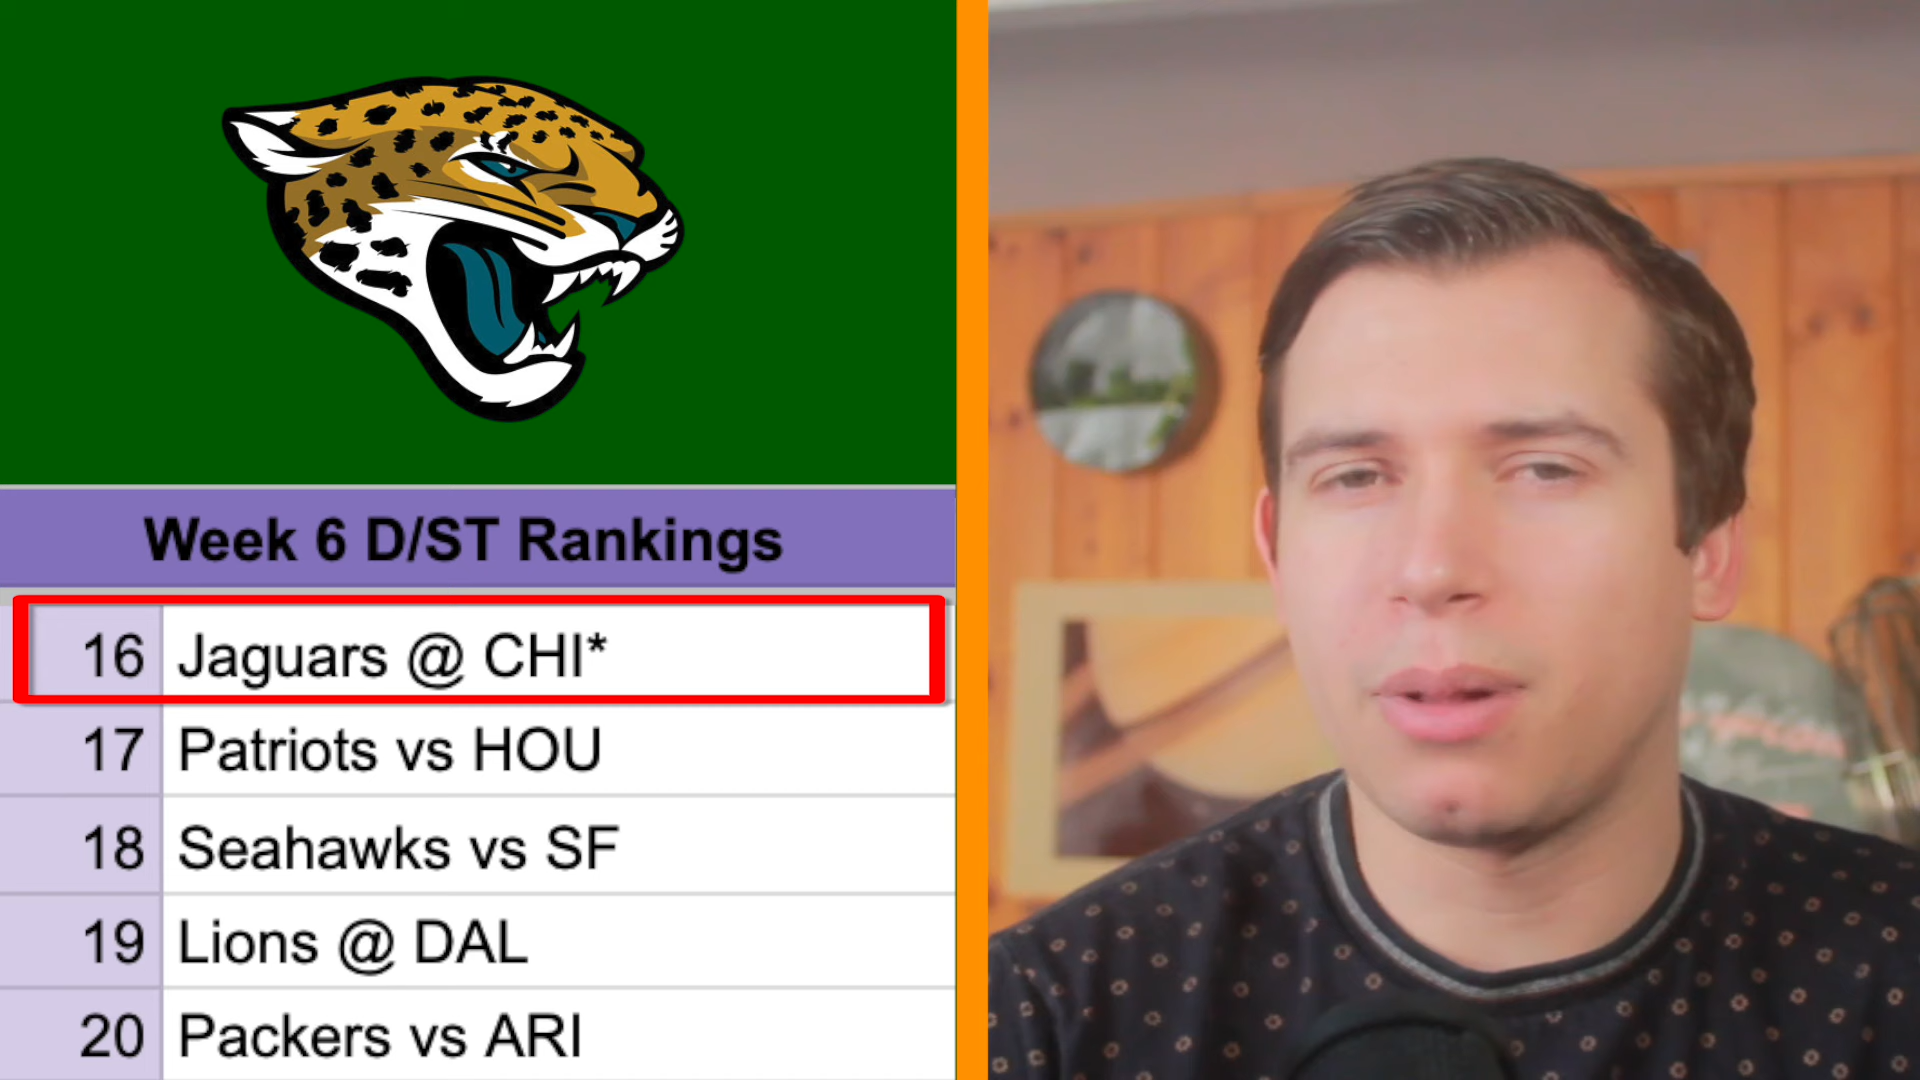 Week 6 D/ST Rankings
16 Jaguars @ CHI*
17 Patriots vs HOU
18 Seahawks vs SF
19 Lions @ DAL
20 Packers vs ARI